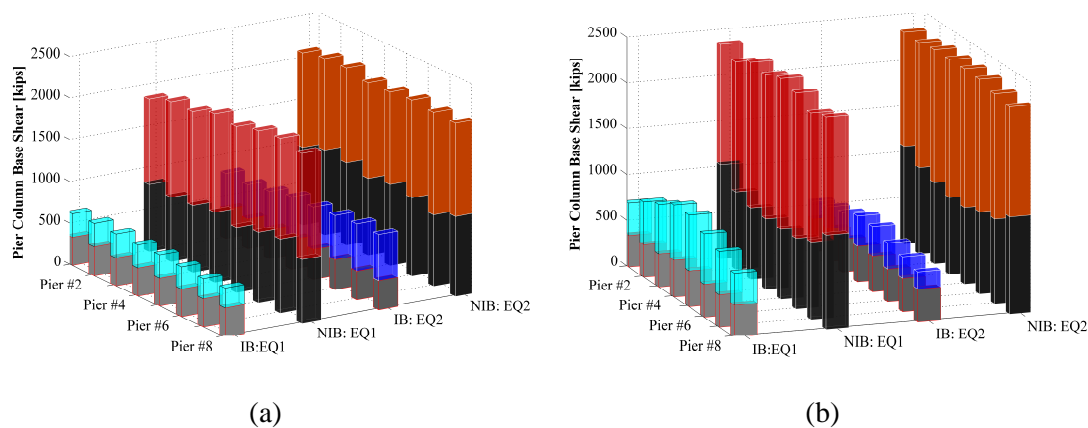 Pier Column Base Shear [kips]
2500
2000
1500
1000
500
0
Pier #2
Pier #4
Pier #6
Pier #8
IB:EQ1
NIB: EQ1
IB: EQ2
NIB: EQ2
(a)
Pier Column Base Shear [kips]
2500
2000
1500
1000
500
0
Pier #2
Pier #4
Pier #6
Pier #8
IB:EQ1
NIB: EQ1
IB: EQ2
NIB: EQ2
(b)